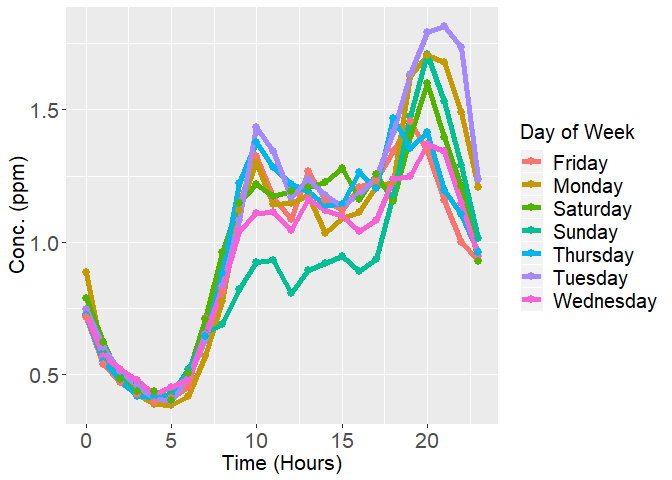 Conc. (ppm)
1.5
1.0
0.5
0 5 10 15 20
Time (Hours)
Day of Week
Friday
Monday
Saturday
Sunday
Thursday
Tuesday
Wednesday